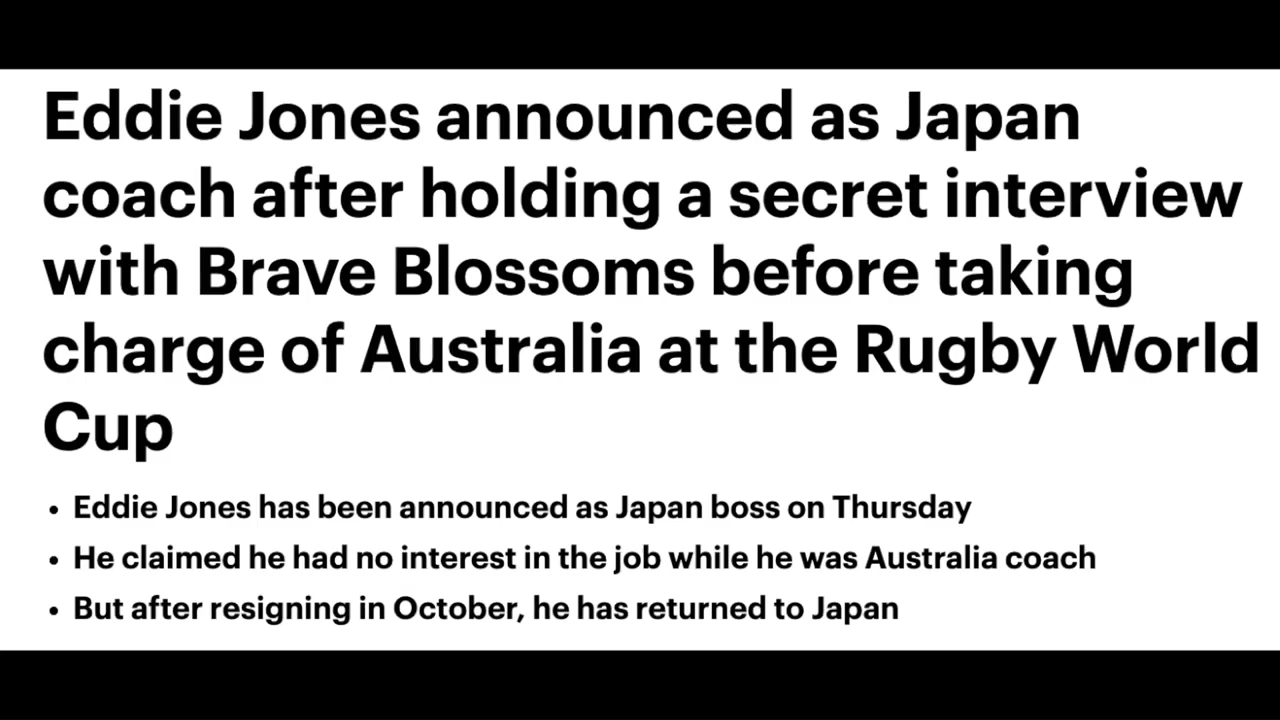 Eddie Jones announced as Japan
coach after holding a secret interview
with Brave Blossoms before taking
charge of Australia at the Rugby World
Cup
• Eddie Jones has been announced as Japan boss on Thursday
• He claimed he had no interest in the job while he was Australia coach
• But after resigning in October, he has returned to Japan